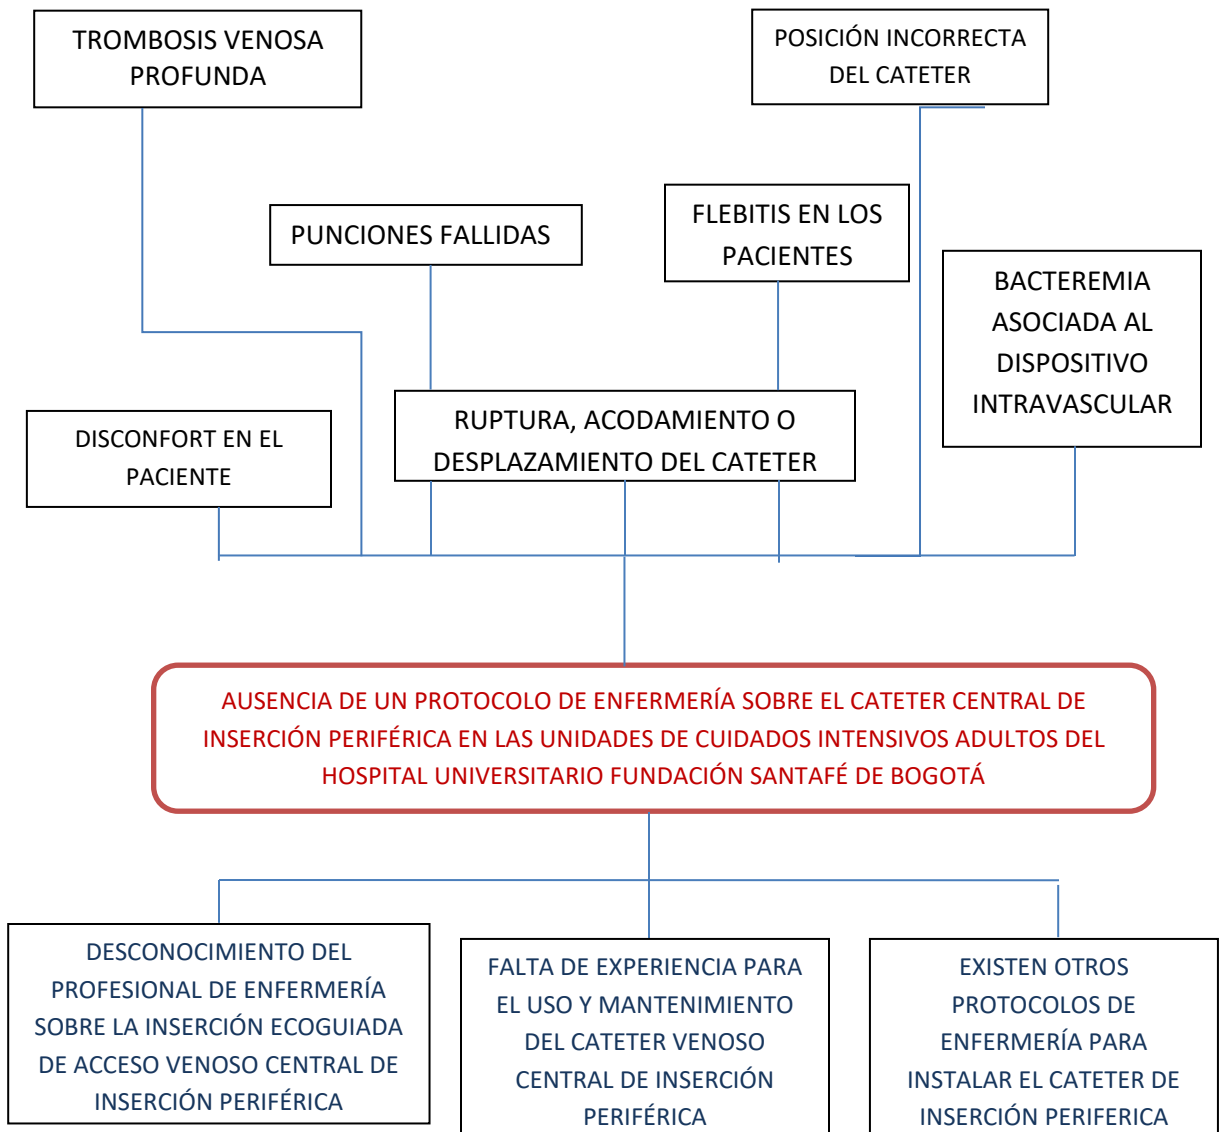 TROMBOSIS VENOSA
PROFUNDA
POSICIÓN INCORRECTA
DEL CATETER
PUNCIONES FALLIDAS
FLEBITIS EN LOS
PACIENTES
BACTEREMIA
ASOCIADA AL
DISPOSITIVO
INTRAVASCULAR
DISCONFORT EN EL
PACIENTE
RUPTURA, ACODAMIENTO O
DESPLAZAMIENTO DEL CATETER
AUSENCIA DE UN PROTOCOLO DE ENFERMERÍA SOBRE EL CATETER CENTRAL DE
INSERCIÓN PERIFÉRICA EN LAS UNIDADES DE CUIDADOS INTENSIVOS ADULTOS DEL
HOSPITAL UNIVERSITARIO FUNDACIÓN SANTAFÉ DE BOGOTÁ
DESCONOCIMIENTO DEL
PROFESIONAL DE ENFERMERÍA
SOBRE LA INSERCIÓN ECOGUIADA
DE ACCESO VENOSO CENTRAL DE
INSERCIÓN PERIFÉRICA
FALTA DE EXPERIENCIA PARA
EL USO Y MANTENIMIENTO
DEL CATETER VENOSO
CENTRAL DE INSERCIÓN
PERIFÉRICA
EXISTEN OTROS
PROTOCOLOS DE
ENFERMERÍA PARA
INSTALAR EL CATETER DE
INSERCIÓN PERIFERICA